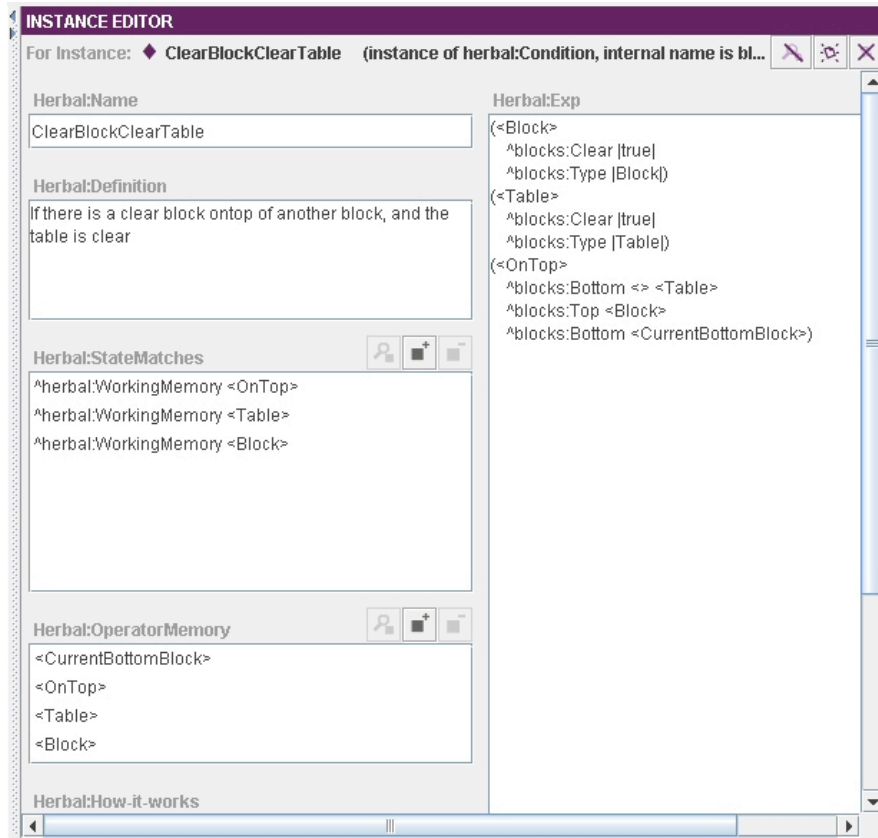 INSTANCE EDITOR
For Instance: ClearBlockClearTable (instance of herbal:Condition, internal name is bl...
Herbal:Name
ClearBlockClearTable
Herbal:Definition
If there is a clear block ontop of another block, and the
table is clear
Herbal:StateMatches
^herbal:WorkingMemory <OnTop>
^herbal:WorkingMemory <Table>
^herbal:WorkingMemory <Block>
Herbal:OperatorMemory
<CurrentBottomBlock>
<OnTop>
<Table>
<Block>
Herbal:How-it-works
Herbal:Exp
(<Block>
^blocks:Clear |true|
^blocks:Type |Block|)
(<Table>
^blocks:Clear |true|
^blocks:Type |Table|)
(<OnTop>
^blocks:Bottom <> <Table>
^blocks:Top <Block>
^blocks:Bottom <CurrentBottomBlock>)